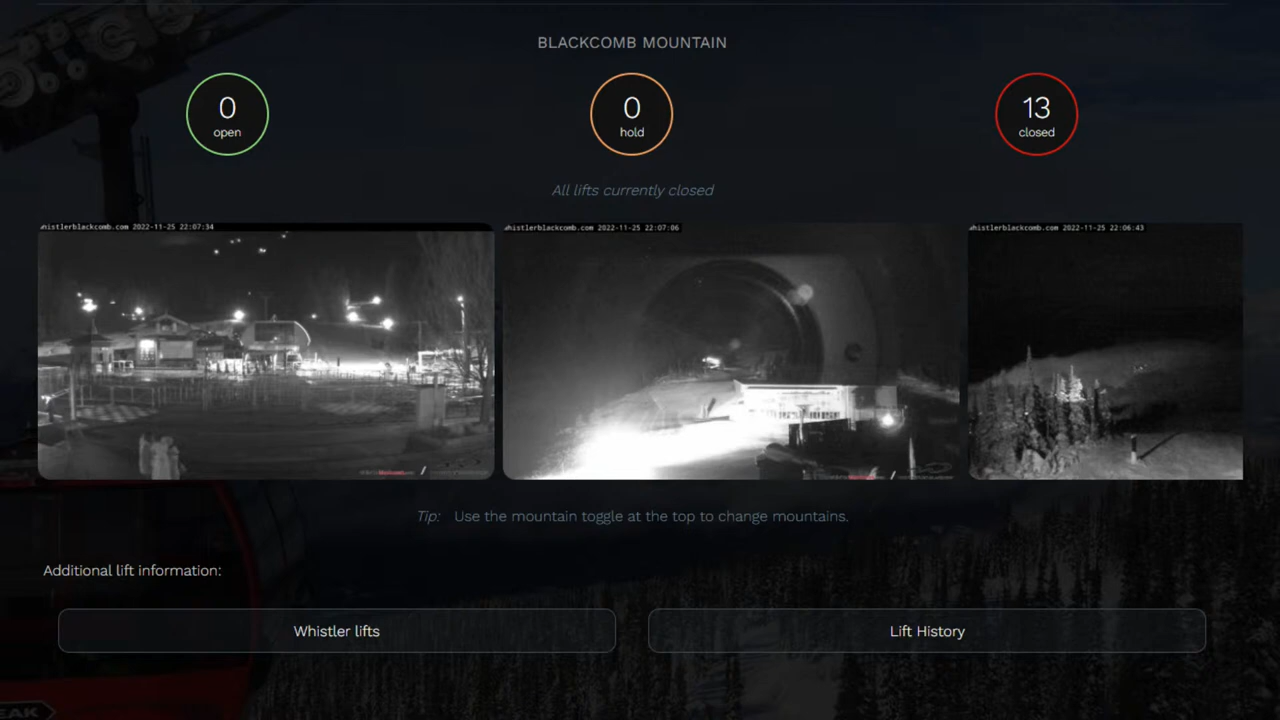 BLACKCOMB MOUNTAIN
0
open
0
hold
13
closed
All lifts currently closed
whistlerblackcomb.com 2022-11-25 22:07:34
whistlerblackcomb.com 2022-11-25 22:07:06
whistlerblackcomb.com 2022-11-25 22:06:43
Tip: Use the mountain toggle at the top to change mountains.
Additional lift information:
Whistler lifts
Lift History
EAK